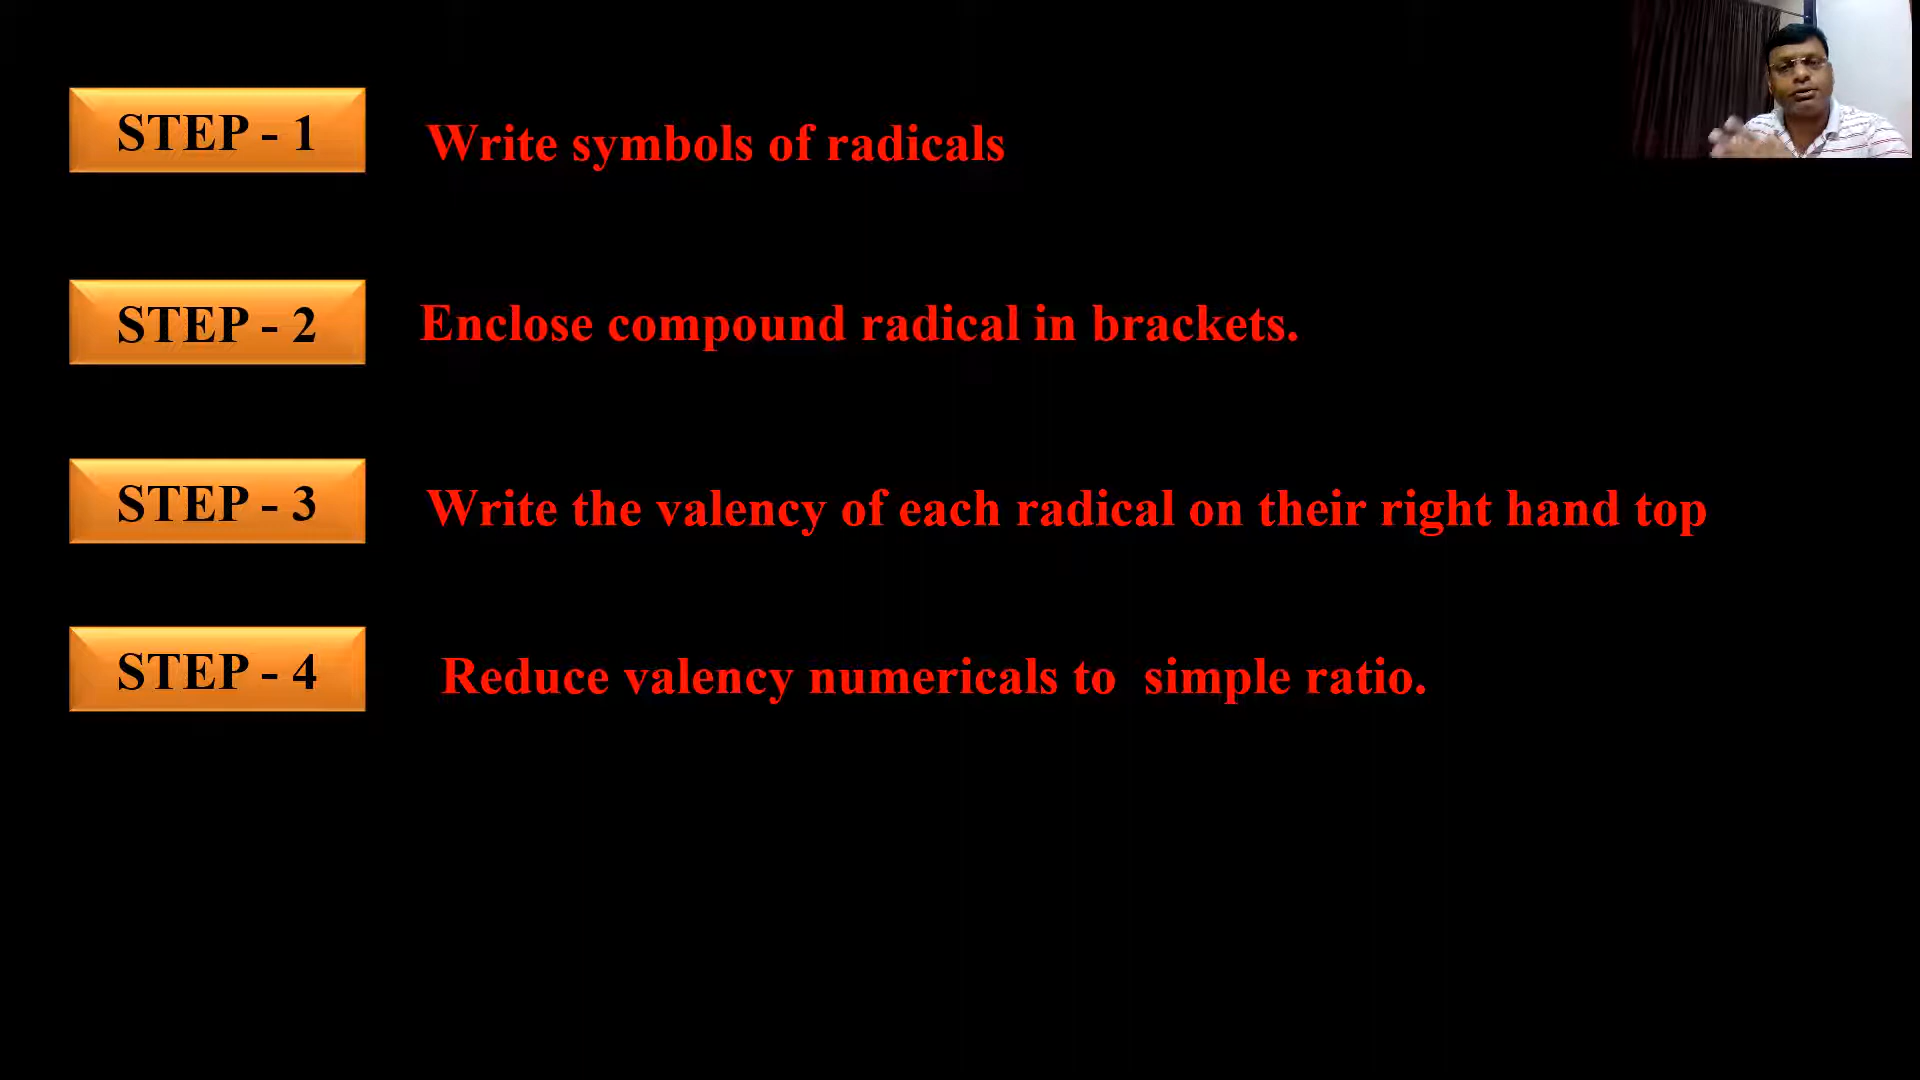 STEP - 1 Write symbols of radicals
STEP - 2 Enclose compound radical in brackets.
STEP - 3 Write the valency of each radical on their right hand top
STEP - 4 Reduce valency numericals to simple ratio.